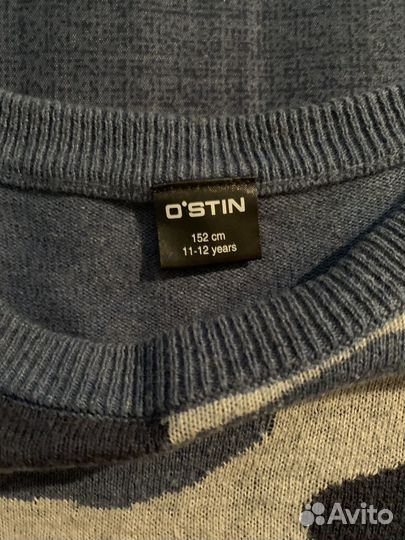 O'STIN
152 cm
11-12 years
Avito